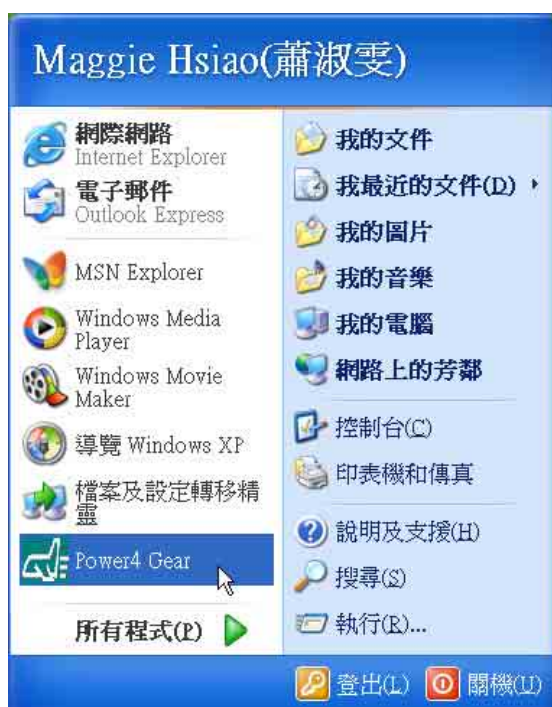 Maggie Hsiao(蕭淑雯)
網際網路
Internet Explorer
電子郵件
Outlook Express
MSN Explorer
Windows Media
Player
Windows Movie
Maker
導覽 Windows XP
檔案及設定轉移精
靈
Power4 Gear
所有程式(P)
我的文件
我最近的文件(D)
我的圖片
我的音樂
我的電腦
網路上的芳鄰
控制台(C)
印表機和傳真
說明及支援(H)
搜尋(S)
執行(R)...
登出(L)
關機(U)